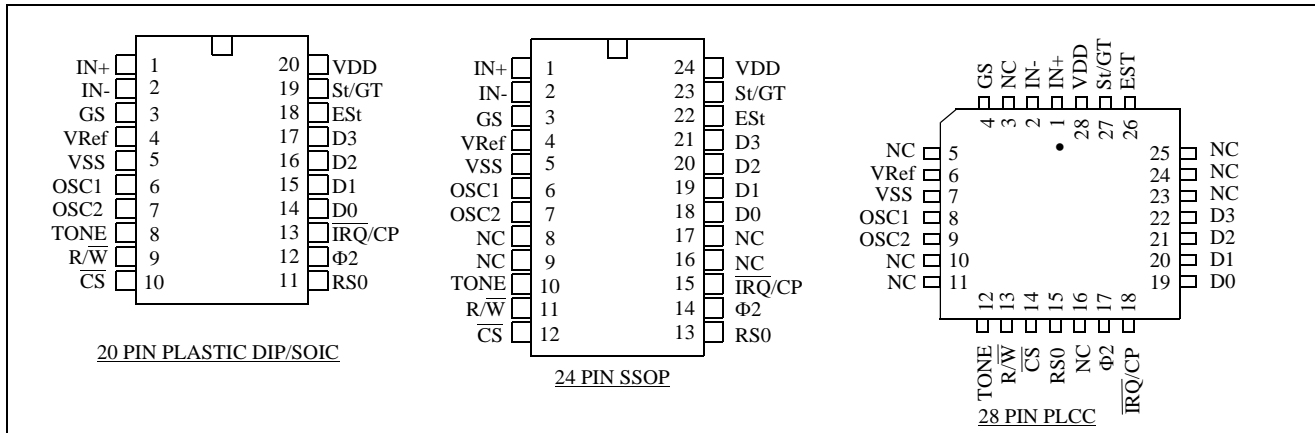 IN+ 1 20 VDD
IN- 2 19 St/GT
GS 3 18 ESt
VRef 4 17 D3
VSS 5 16 D2
OSC1 6 15 D1
OSC2 7 14 D0
TONE 8 13 I̅R̅Q̅/CP
R/W̅ 9 12 Φ2
C̅S̅ 10 11 RS0
20 PIN PLASTIC DIP/SOIC
IN+ 1 24 VDD
IN- 2 23 St/GT
GS 3 22 ESt
VRef 4 21 D3
VSS 5 20 D2
OSC1 6 19 D1
OSC2 7 18 D0
NC 8 17 NC
NC 9 16 NC
TONE 10 15 I̅R̅Q̅/CP
R/W̅ 11 14 Φ2
C̅S̅ 12 13 RS0
24 PIN SSOP
GS NC IN- IN+ VDD St/GT EST
4 3 2 1 28 27 26
NC 5 25 NC
VRef 6 24 NC
VSS 7 23 NC
OSC1 8 22 D3
OSC2 9 21 D2
NC 10 20 D1
NC 11 19 D0
12 13 14 15 16 17 18
TONE R/W̅ C̅S̅ RS0 NC Φ2 I̅R̅Q̅/CP
28 PIN PLCC